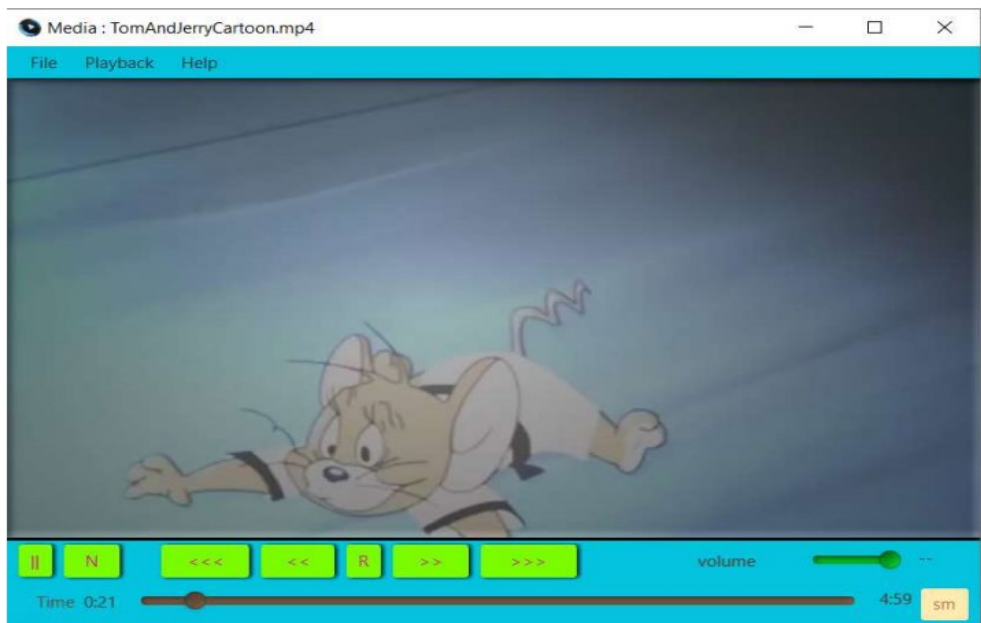 Media : TomAndJerryCartoon.mp4
File Playback Help
|| N <<< << R >> >>> volume --
Time 0:21 4:59 sm